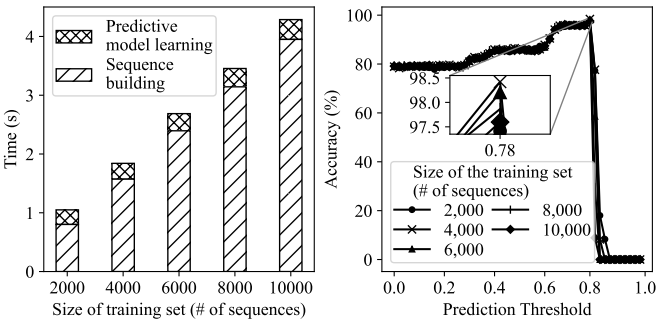 Predictive
model learning
Sequence
building
Time (s)
4
3
2
1
0
2000 4000 6000 8000 10000
Size of training set (# of sequences)
Accuracy (%)
100
80
60
40
20
0
98.5
98.0
97.5
0.78
Size of the training set
(# of sequences)
2,000 8,000
4,000 10,000
6,000
0.0 0.2 0.4 0.6 0.8 1.0
Prediction Threshold